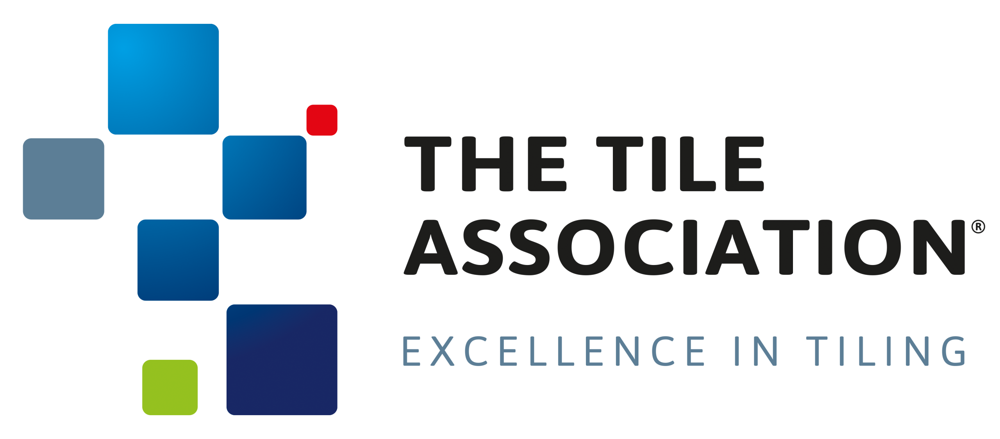 THE TILE
ASSOCIATION®
EXCELLENCE IN TILING